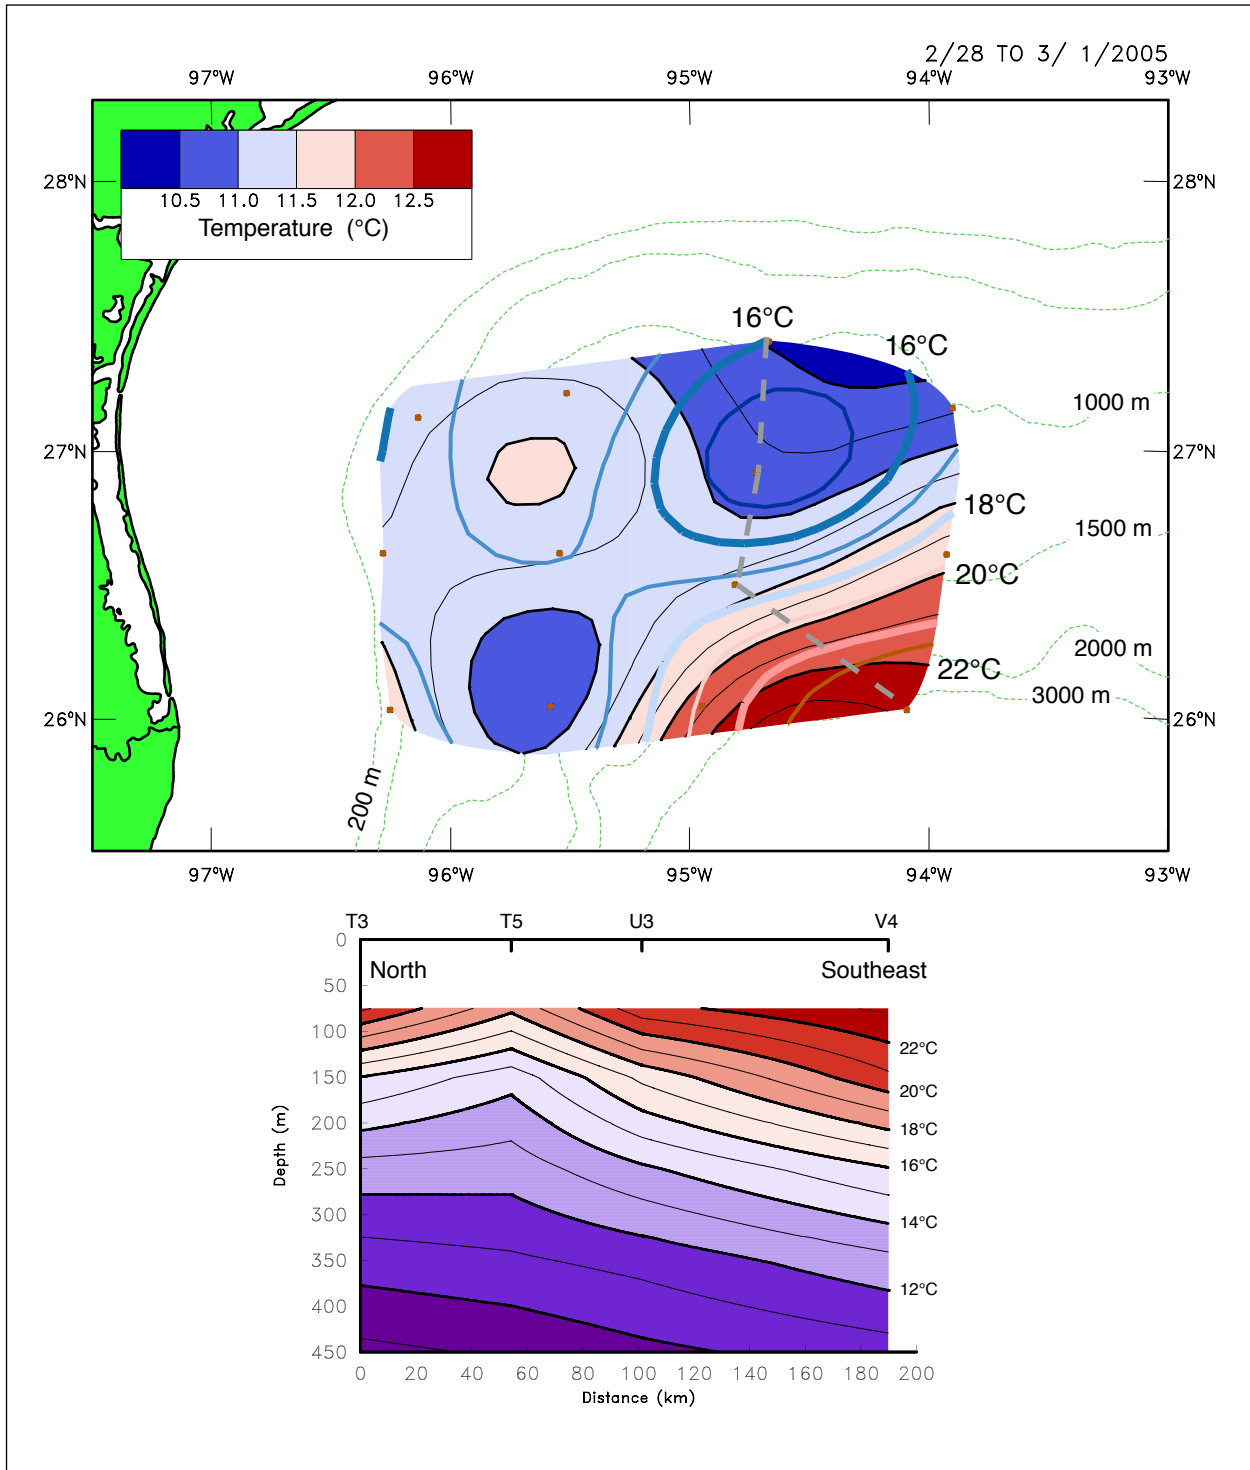 2/28 TO 3/ 1/2005
97°W 96°W 95°W 94°W 93°W
28°N 28°N
10.5 11.0 11.5 12.0 12.5
Temperature (°C)
16°C
16°C
1000 m
27°N 27°N
18°C
1500 m
20°C
2000 m
22°C
3000 m
26°N 26°N
200 m
97°W 96°W 95°W 94°W 93°W
T3 T5 U3 V4
0
North Southeast
50
100
22°C
150
20°C
200
18°C
16°C
250
300
14°C
350
12°C
400
450
Depth (m)
0 20 40 60 80 100 120 140 160 180 200
Distance (km)